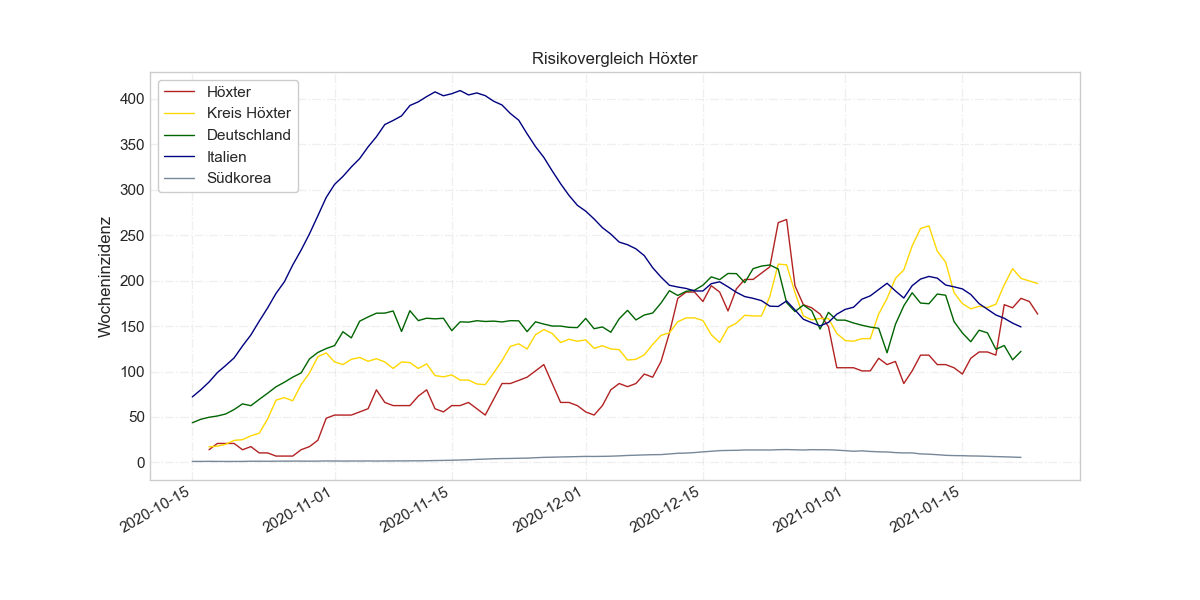 Risikovergleich Höxter
Höxter
Kreis Höxter
Deutschland
Italien
Südkorea
Wocheninzidenz
400
350
300
250
200
150
100
50
0
2020-10-15
2020-11-01
2020-11-15
2020-12-01
2020-12-15
2021-01-01
2021-01-15